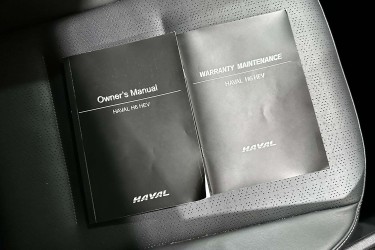 Owner's Manual
HAVAL H6 HEV
HAVAL
WARRANTY MAINTENANCE
HAVAL H6 HEV
HAVAL